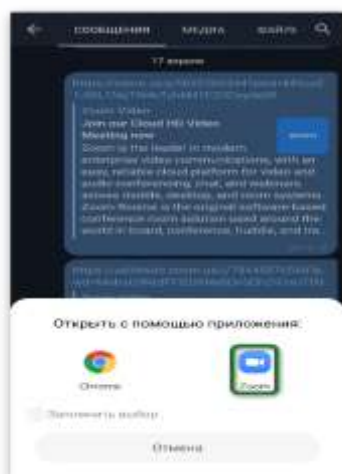 СООБЩЕНИЯ МЕДИА ФАЙЛЫ
17 апреля
Zoom Video
Join our Cloud HD Video
Meeting now
Zoom is the leader in modern
enterprise video communications, with an
easy, reliable cloud platform for video and
audio conferencing, chat, and webinars
across mobile, desktop, and room systems.
Zoom Rooms is the original software-based
conference room solution used around the
world in board, conference, huddle, and tra
Открыть с помощью приложения:
Chrome Zoom
Запомнить выбор
Отмена